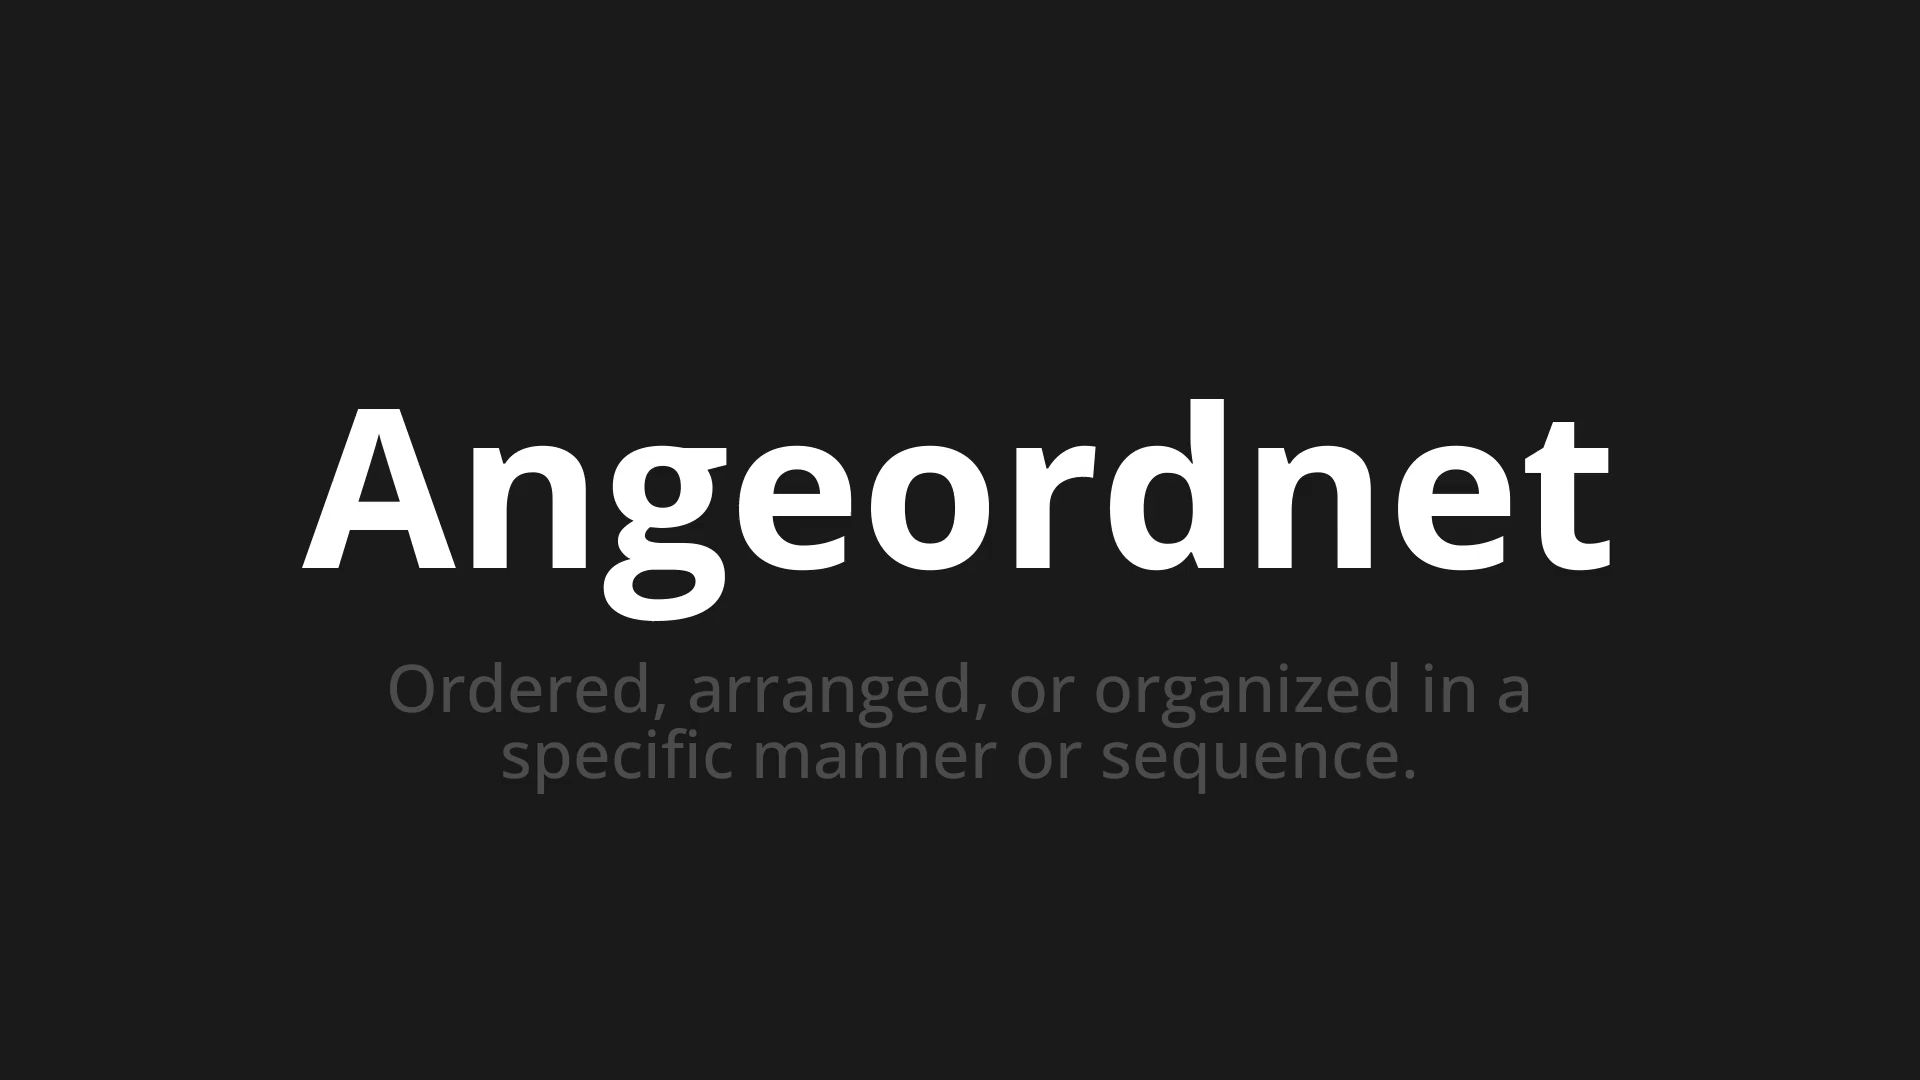 Angeordnet
Ordered, arranged, or organized in a
specific manner or sequence.